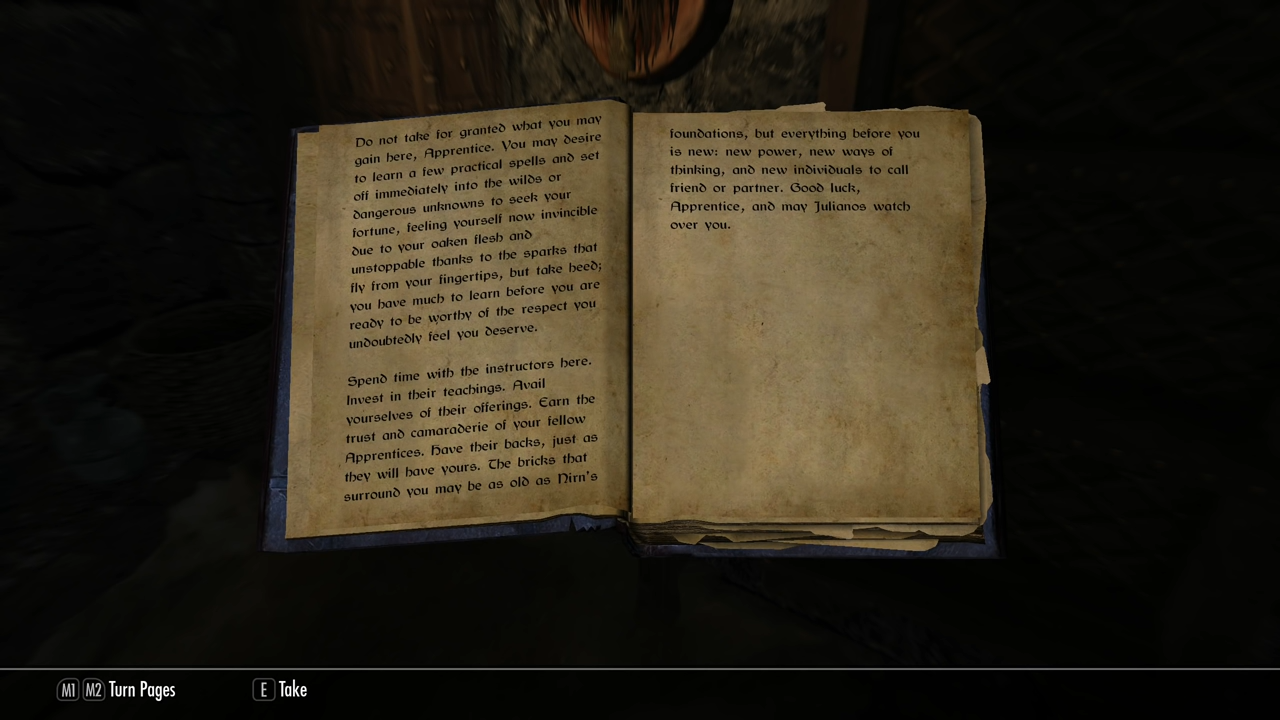 Do not take for granted what you may
gain here, Apprentice. You may desire
to learn a few practical spells and set
off immediately into the wilds or
dangerous unknowns to seek your
fortune, feeling yourself now invincible
due to your oaken flesh and
unstoppable thanks to the sparks that
fly from your fingertips, but take heed;
you have much to learn before you are
ready to be worthy of the respect you
undoubtedly feel you deserve.
Spend time with the instructors here.
Invest in their teachings. Avail
yourselves of their offerings. Earn the
trust and camaraderie of your fellow
Apprentices. Have their backs, just as
they will have yours. The bricks that
surround you may be as old as Nirn's
foundations, but everything before you
is new: new power, new ways of
thinking, and new individuals to call
friend or partner. Good luck,
Apprentice, and may Julianos watch
over you.
M1 M2 Turn Pages
E Take